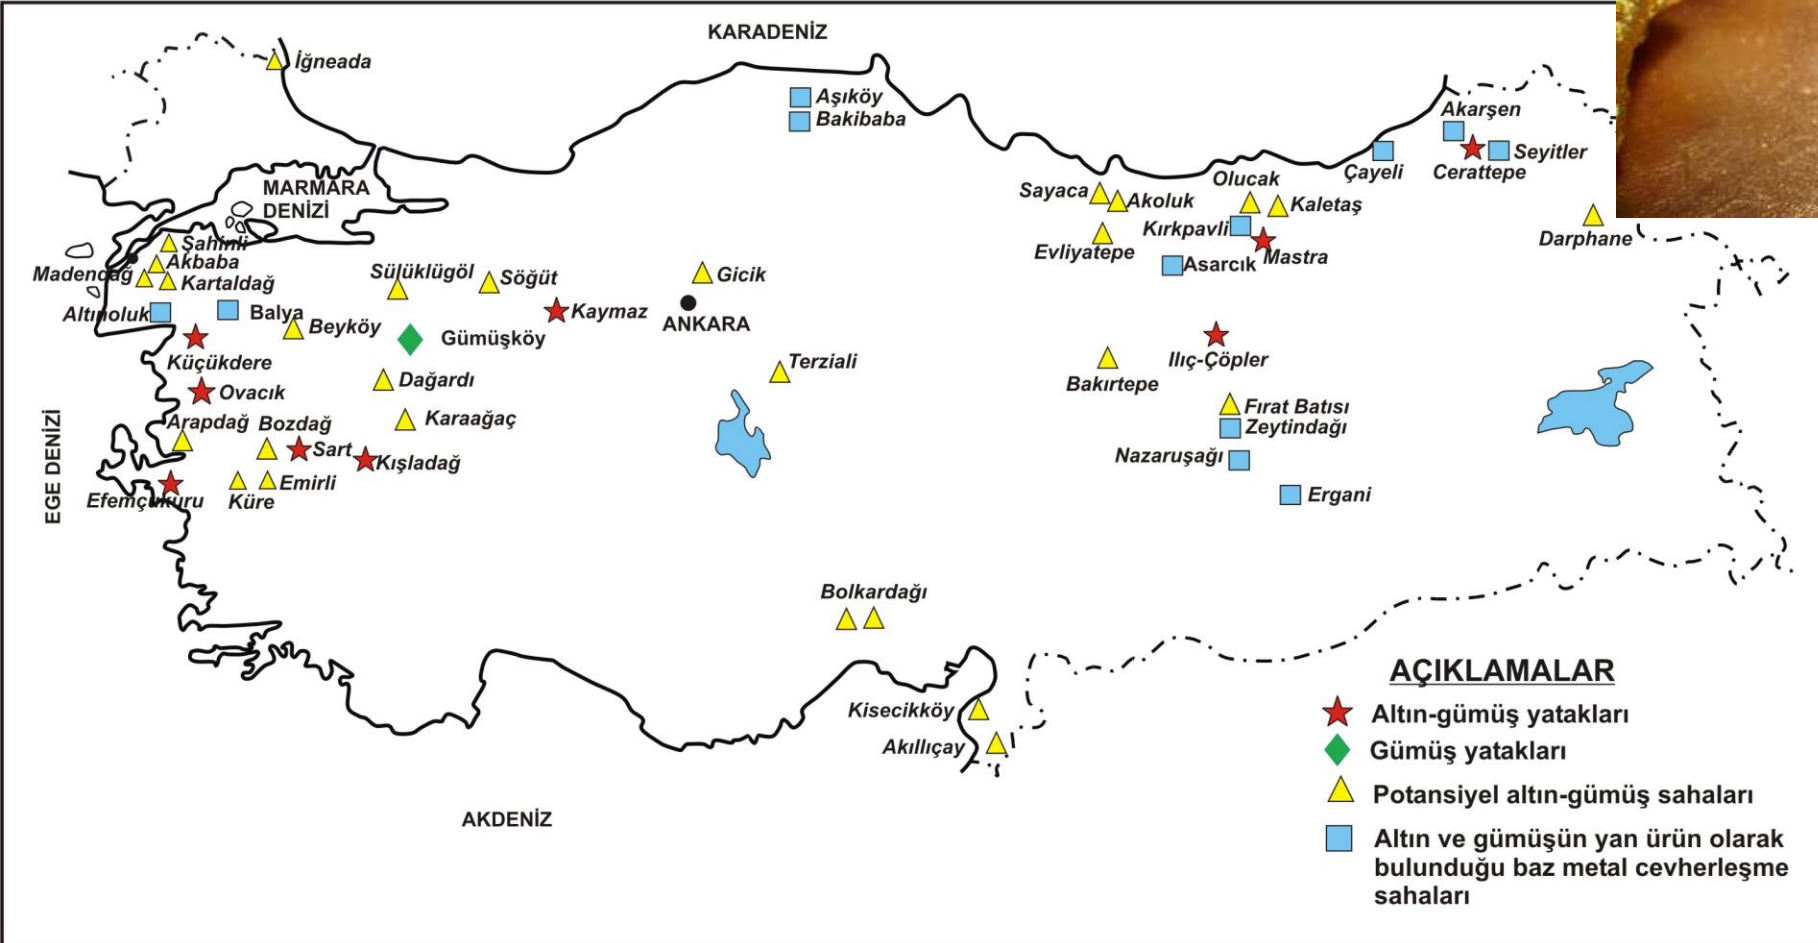 KARADENİZ
İğneada
Aşıköy
Bakibaba
Akarşen
Seyitler
Çayeli
Cerattepe
MARMARA
DENİZİ
Olucak
Sayaca
Akoluk
Kaletaş
Kırkpavli
Darphane
Şahinli
Evliyatepe
Mastra
Akbaba
Asarcık
Madendağ
Kartaldağ
Sülüklügöl
Söğüt
Gicik
Altınoluk
Balya
Kaymaz
ANKARA
Beyköy
Gümüşköy
Küçükdere
Iliç-Çöpler
Terziali
Dağardı
Bakırtepe
Ovacık
Fırat Batısı
Karaağaç
Arapdağ
Bozdağ
Zeytindağı
EGE DENİZİ
Sart
Kışladağ
Nazaruşağı
Emirli
Ergani
Efemçukuru
Küre
Bolkardağı
Kisecikköy
Akıllıçay
AKDENİZ
AÇIKLAMALAR
Altın-gümüş yatakları
Gümüş yatakları
Potansiyel altın-gümüş sahaları
Altın ve gümüşün yan ürün olarak
bulunduğu baz metal cevherleşme
sahaları